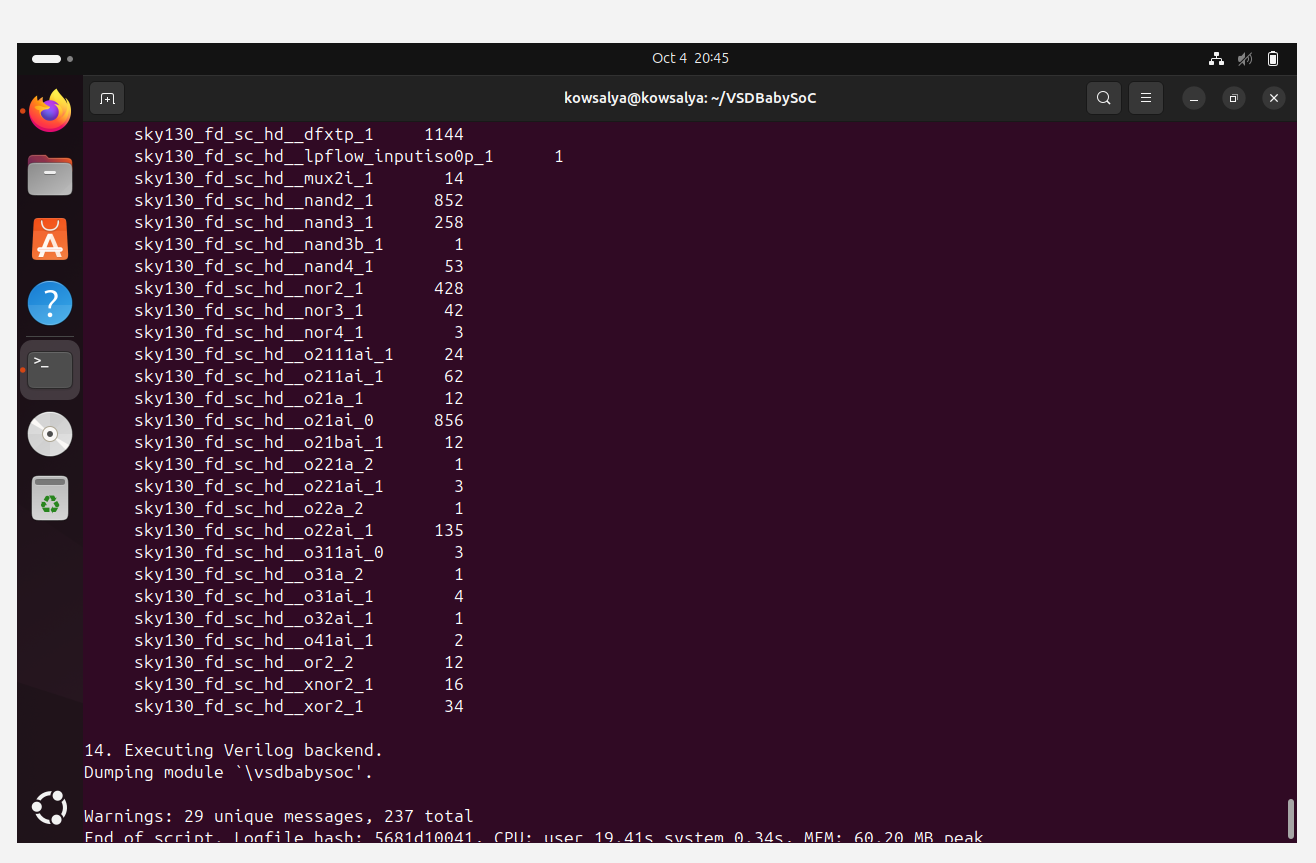 Oct 4 20:45
kowsalya@kowsalya: ~/VSDBabySoC
sky130_fd_sc_hd__dfxtp_1 1144
sky130_fd_sc_hd__lpflow_inputiso0p_1 1
sky130_fd_sc_hd__mux2i_1 14
sky130_fd_sc_hd__nand2_1 852
sky130_fd_sc_hd__nand3_1 258
sky130_fd_sc_hd__nand3b_1 1
sky130_fd_sc_hd__nand4_1 53
sky130_fd_sc_hd__nor2_1 428
sky130_fd_sc_hd__nor3_1 42
sky130_fd_sc_hd__nor4_1 3
sky130_fd_sc_hd__o2111ai_1 24
sky130_fd_sc_hd__o211ai_1 62
sky130_fd_sc_hd__o21a_1 12
sky130_fd_sc_hd__o21ai_0 856
sky130_fd_sc_hd__o21bai_1 12
sky130_fd_sc_hd__o221a_2 1
sky130_fd_sc_hd__o221ai_1 3
sky130_fd_sc_hd__o22a_2 1
sky130_fd_sc_hd__o22ai_1 135
sky130_fd_sc_hd__o311ai_0 3
sky130_fd_sc_hd__o31a_2 1
sky130_fd_sc_hd__o31ai_1 4
sky130_fd_sc_hd__o32ai_1 1
sky130_fd_sc_hd__o41ai_1 2
sky130_fd_sc_hd__or2_2 12
sky130_fd_sc_hd__xnor2_1 16
sky130_fd_sc_hd__xor2_1 34
14. Executing Verilog backend.
Dumping module `\vsdbabysoc'.
Warnings: 29 unique messages, 237 total
End of script. Logfile hash: 5681d10041, CPU: user 19.41s system 0.34s, MEM: 60.20 MB peak